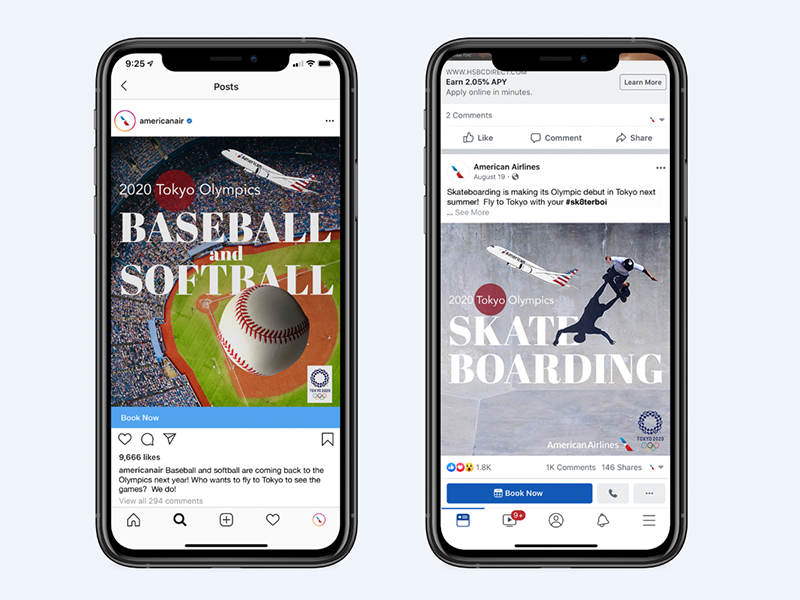 9:25
Posts
americanair
2020 Tokyo Olympics
BASEBALL
and
SOFTBALL
TOKYO 2020
Book Now
9,666 likes
americanair Baseball and softball are coming back to the
Olympics next year! Who wants to fly to Tokyo to see the
games? We do!
View all 294 comments
WWW.HSBCDIRECT.COM
Earn 2.05% APY
Apply online in minutes.
Learn More
2 Comments
Like
Comment
Share
American Airlines
August 19 ·
Skateboarding is making its Olympic debut in Tokyo next
summer! Fly to Tokyo with your #sk8terboi
... See More
2020 Tokyo Olympics
SKATE
BOARDING
TOKYO 2020
American Airlines
1.8K
1K Comments 146 Shares
Book Now
9+